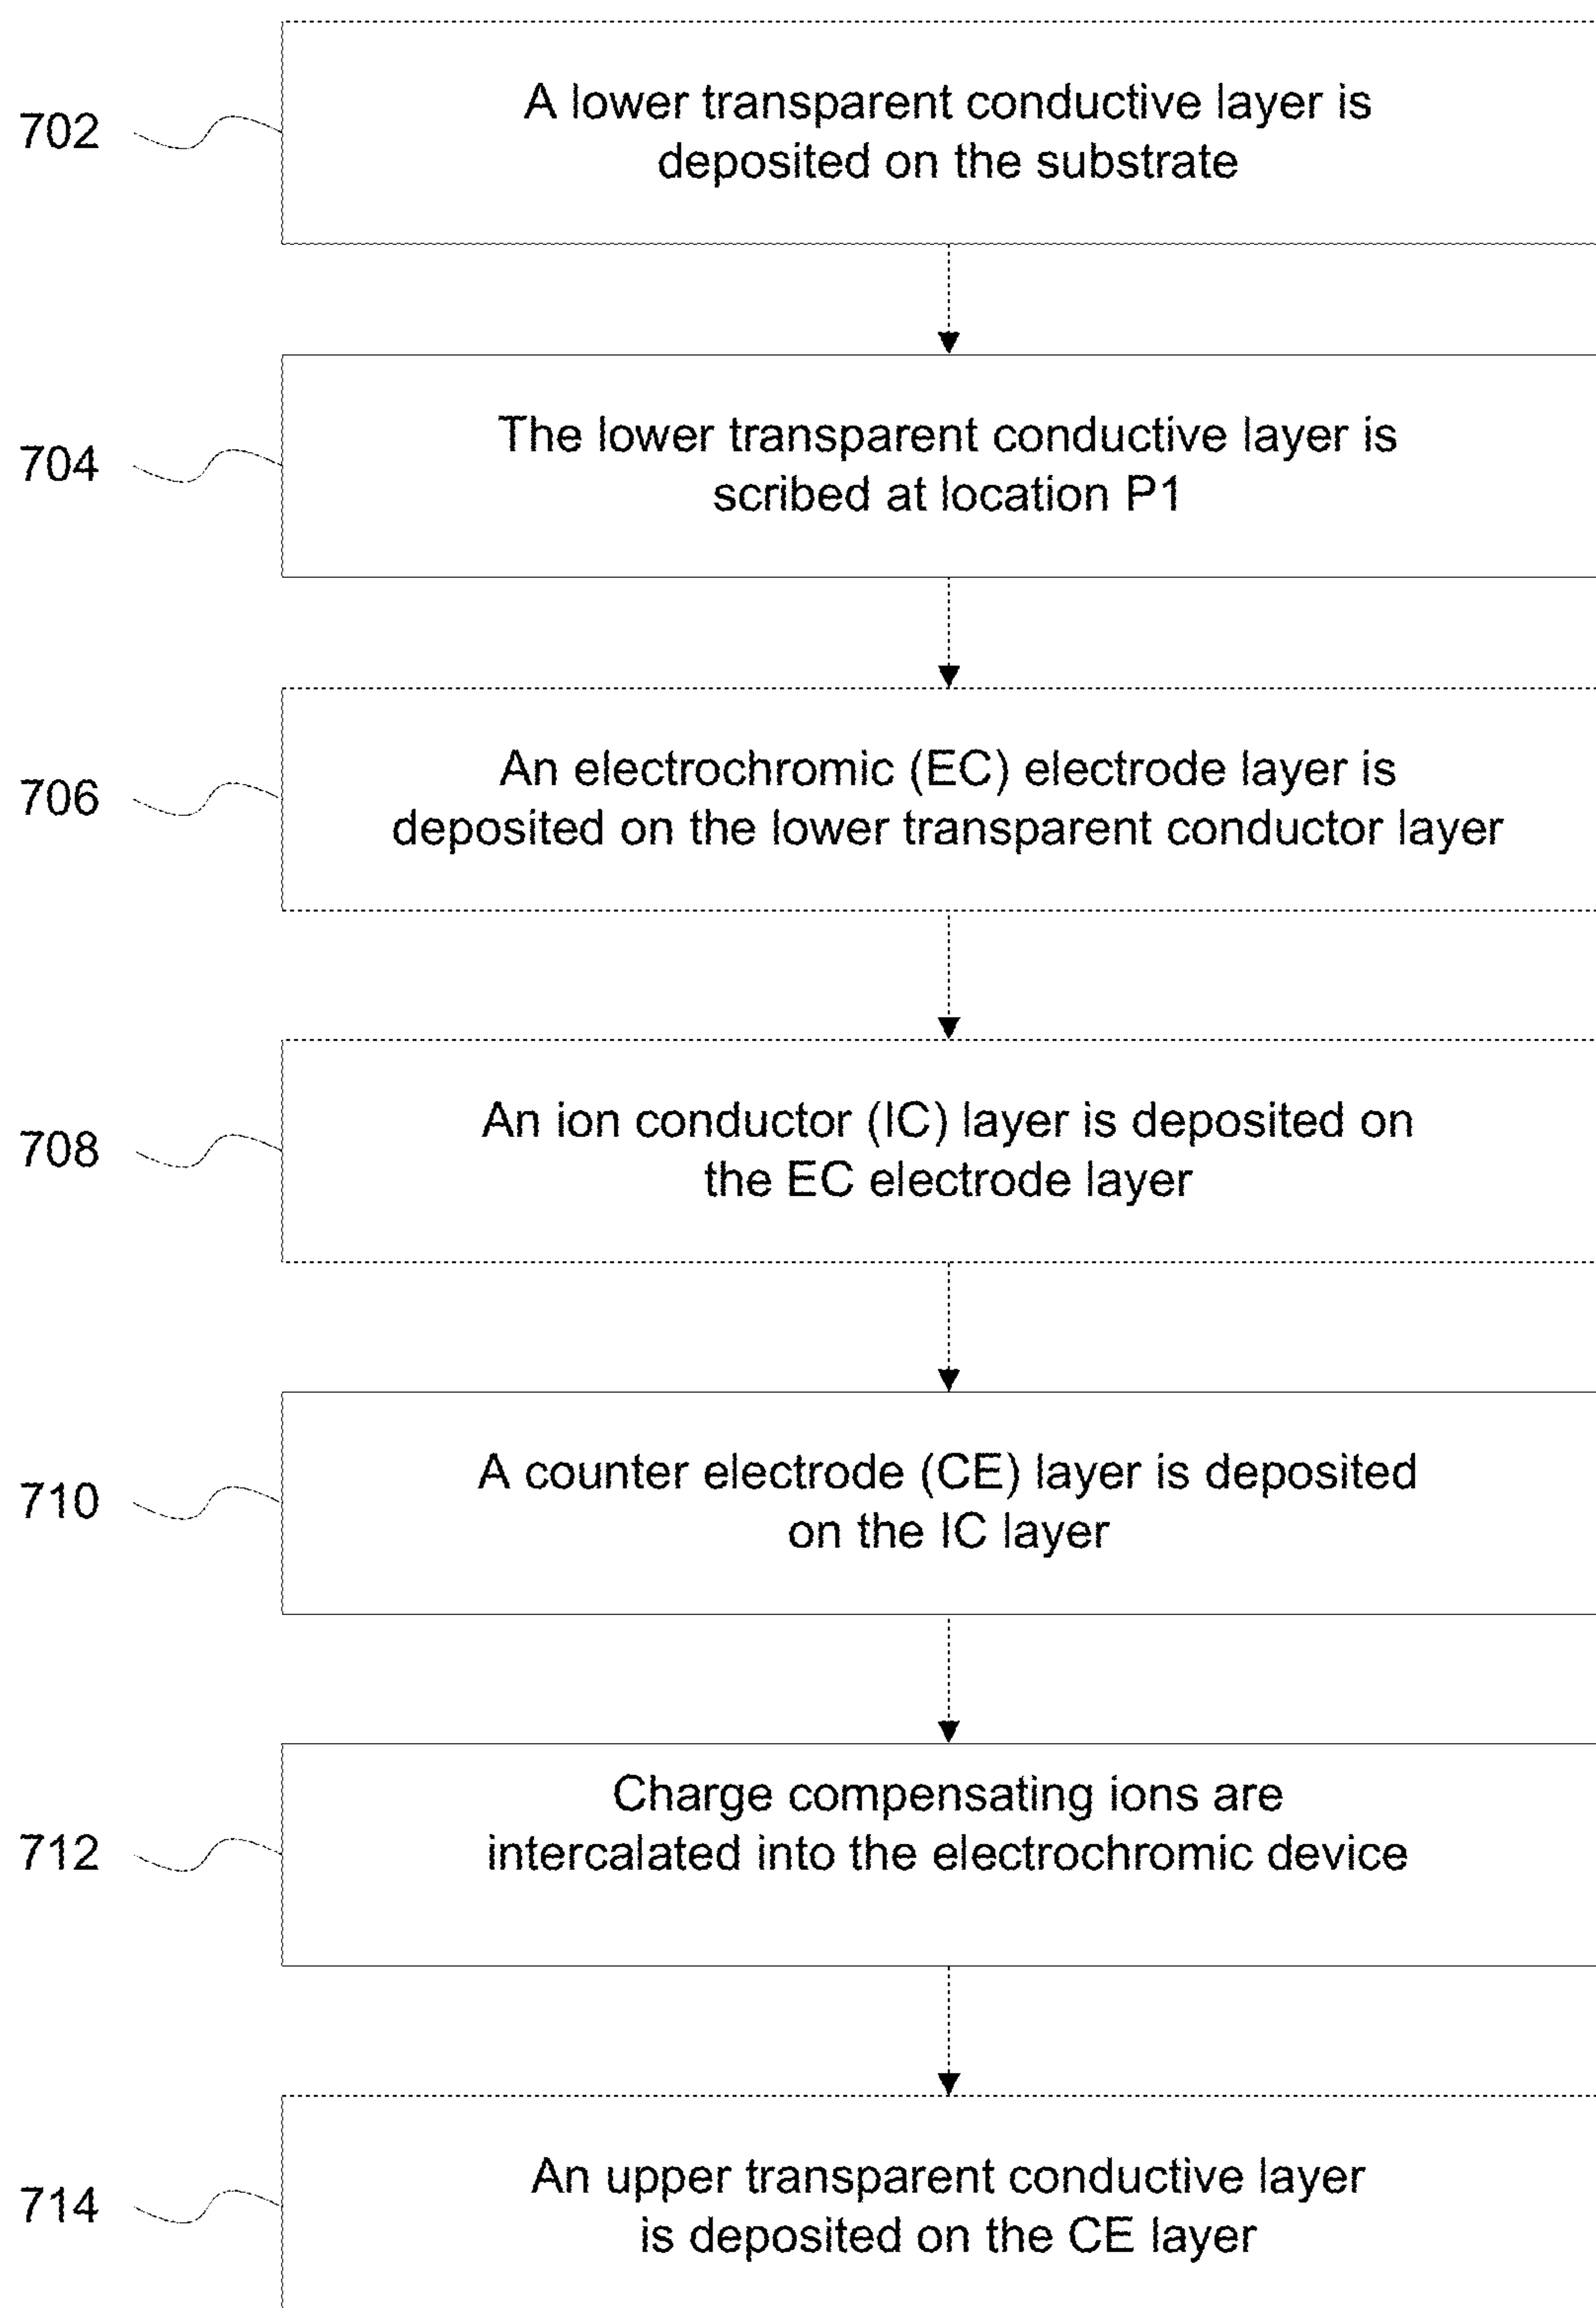 702
A lower transparent conductive layer is
deposited on the substrate
704
The lower transparent conductive layer is
scribed at location P1
706
An electrochromic (EC) electrode layer is
deposited on the lower transparent conductor layer
708
An ion conductor (IC) layer is deposited on
the EC electrode layer
710
A counter electrode (CE) layer is deposited
on the IC layer
712
Charge compensating ions are
intercalated into the electrochromic device
714
An upper transparent conductive layer
is deposited on the CE layer